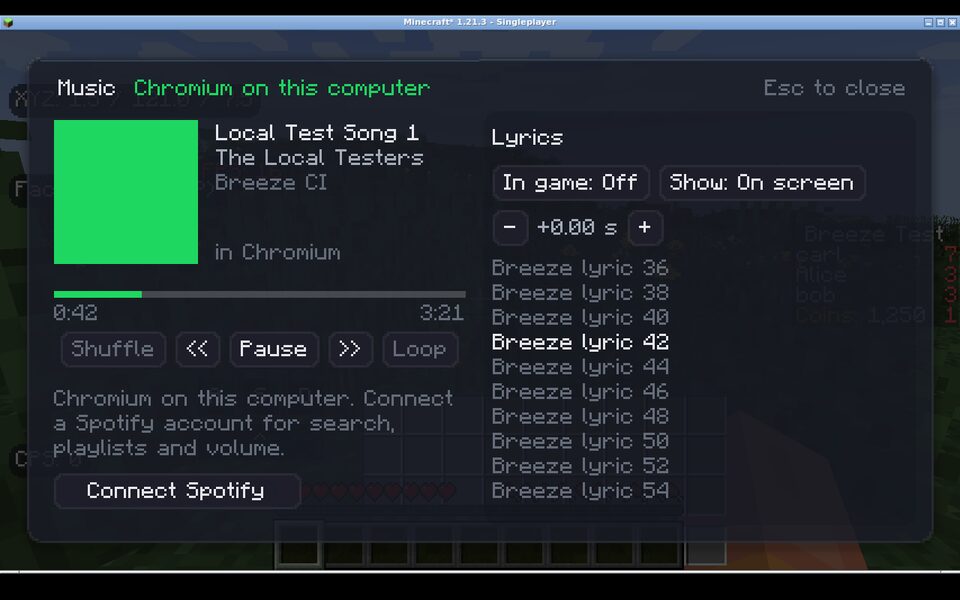 Minecraft* 1.21.3 - Singleplayer
Music Chromium on this computer
Esc to close
Local Test Song 1
The Local Testers
Breeze CI
in Chromium
0:42 3:21
Shuffle << Pause >> Loop
Chromium on this computer. Connect
a Spotify account for search,
playlists and volume.
Connect Spotify
Lyrics
In game: Off Show: On screen
- +0.00 s +
Breeze lyric 36
Breeze lyric 38
Breeze lyric 40
Breeze lyric 42
Breeze lyric 44
Breeze lyric 46
Breeze lyric 48
Breeze lyric 50
Breeze lyric 52
Breeze lyric 54
Breeze Test
carl 7
Alice 3
bob 3
Coins: 1,250 1